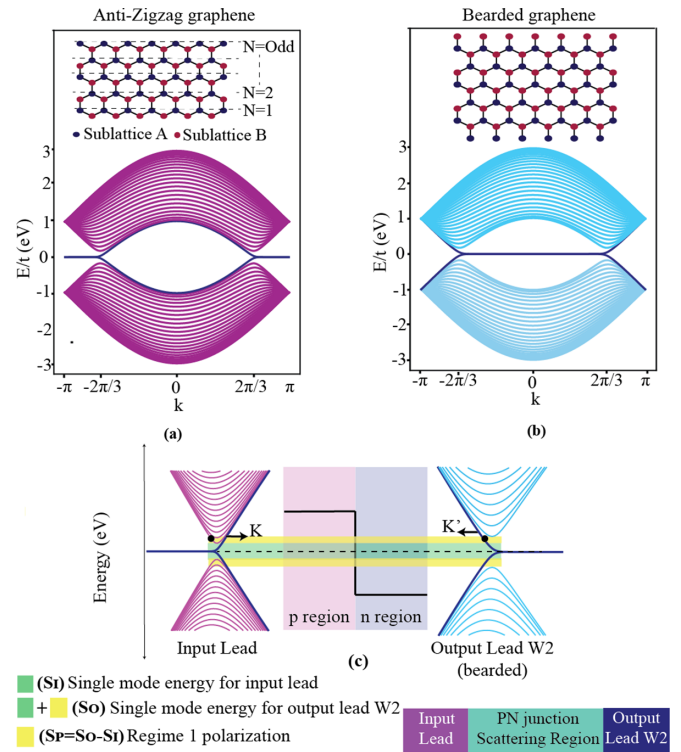 Anti-Zigzag graphene
N=Odd
N=2
N=1
Sublattice A
Sublattice B
E/t (eV)
3
2
1
0
-1
-2
-3
-π
-2π/3
0
2π/3
π
k
(a)
Bearded graphene
E/t (eV)
3
2
1
0
-1
-2
-3
-π
-2π/3
0
2π/3
π
k
(b)
Energy (eV)
K
K'
p region
n region
Input Lead
(c)
Output Lead W2
(bearded)
(SI) Single mode energy for input lead
+ (SO) Single mode energy for output lead W2
(SP=SO-SI) Regime 1 polarization
Input
Lead
PN junction
Scattering Region
Output
Lead W2